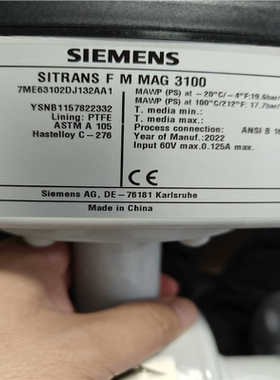 SIEMENS
SITRANS F M MAG 3100
7ME63102DJ132AA1
MAWP (PS) at -20°C/-4°F:19.6bar/
MAWP (PS) at 100°C/212°F: 17.7bar/
YSNB1157822332
T. media min.:
Lining: PTFE
T. media max.:
ASTM A 105
Process Connection: ANSI B 16
Hastelloy C-276
Year of Manuf.:2022
Input 60V max.0.125A max.
CE
Siemens AG, DE-76181 Karlsruhe
Made in China